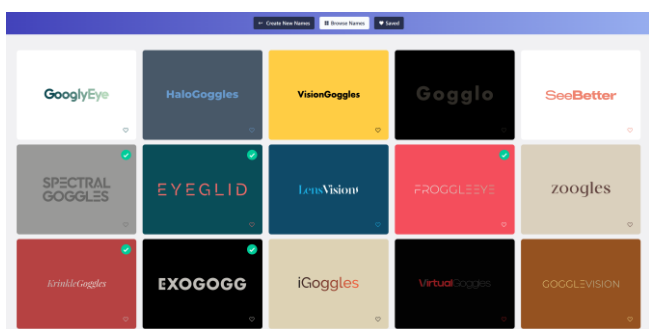 ← Create New Names
Browse Names
Saved
GooglyEye
HaloGoggles
VisionGoggles
Gogglo
SeeBetter
SPECTRAL
GOGGLES
EYEGLID
LensVision
FROGGLEEYE
zoogles
KrinkleGoggles
EXOGOGG
iGoggles
VirtualGoggles
GOGGLEVISION